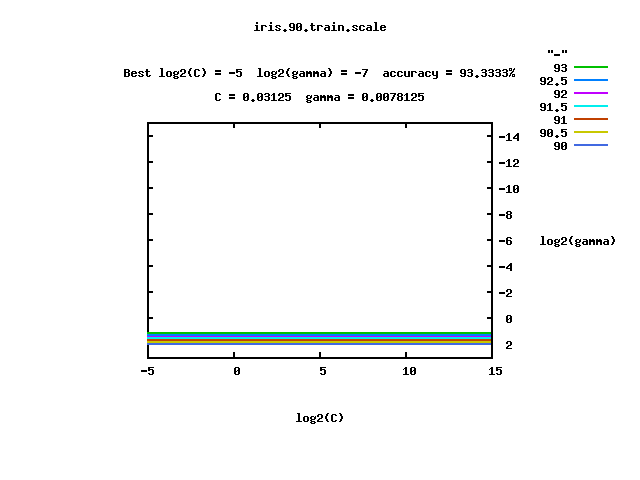 iris.90.train.scale
Best log2(C) = -5  log2(gamma) = -7  accuracy = 93.3333%
C = 0.03125  gamma = 0.0078125
"-"
93
92.5
92
91.5
91
90.5
90
-14
-12
-10
-8
-6
-4
-2
0
2
log2(gamma)
-5 0 5 10 15
log2(C)